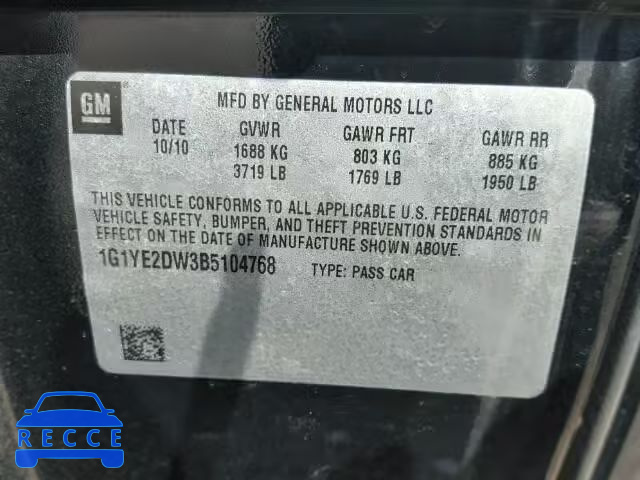 GM
MFD BY GENERAL MOTORS LLC
DATE GVWR GAWR FRT GAWR RR
10/10 1688 KG 803 KG 885 KG
3719 LB 1769 LB 1950 LB
THIS VEHICLE CONFORMS TO ALL APPLICABLE U.S. FEDERAL MOTOR
VEHICLE SAFETY, BUMPER, AND THEFT PREVENTION STANDARDS IN
EFFECT ON THE DATE OF MANUFACTURE SHOWN ABOVE.
1G1YE2DW3B5104768 TYPE: PASS CAR
RECCE